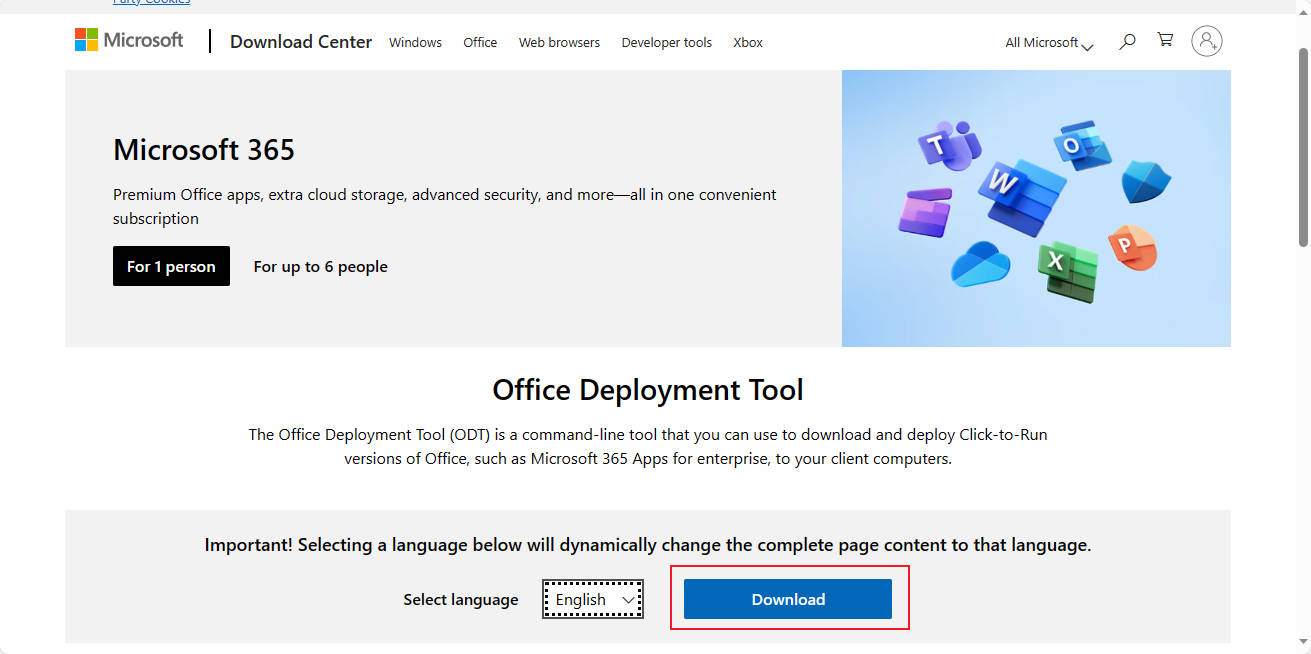 Party Cookies
Microsoft Download Center Windows Office Web browsers Developer tools Xbox All Microsoft
Microsoft 365
Premium Office apps, extra cloud storage, advanced security, and more—all in one convenient
subscription
For 1 person For up to 6 people
T
O
W
X
P
Office Deployment Tool
The Office Deployment Tool (ODT) is a command-line tool that you can use to download and deploy Click-to-Run
versions of Office, such as Microsoft 365 Apps for enterprise, to your client computers.
Important! Selecting a language below will dynamically change the complete page content to that language.
Select language English Download